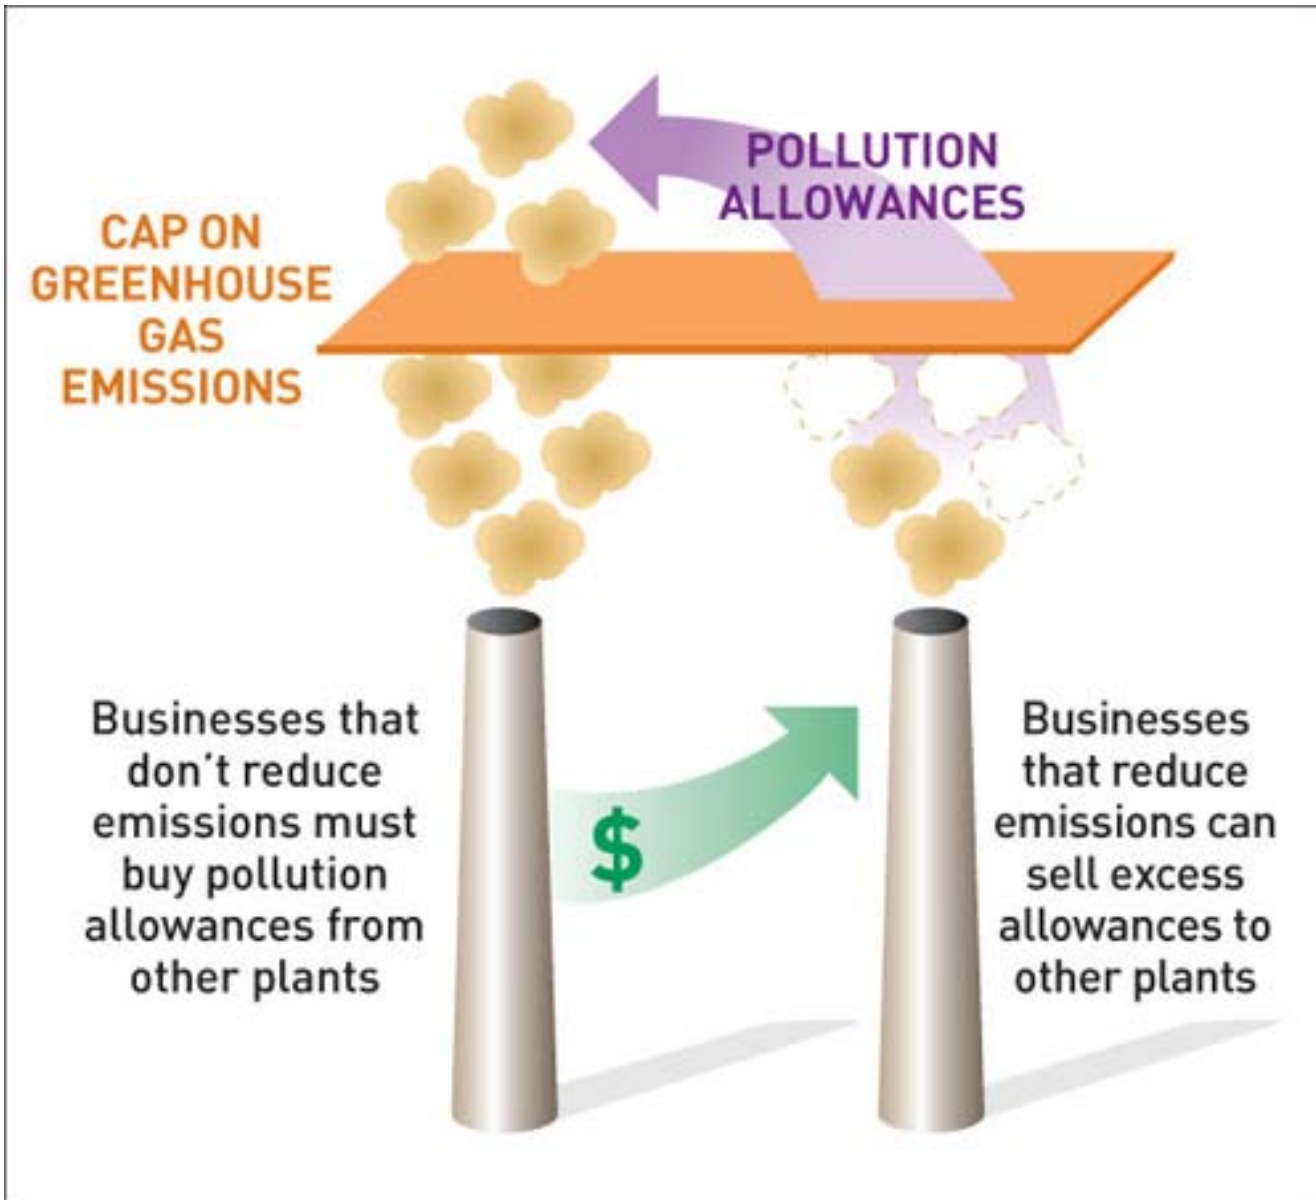 POLLUTION
ALLOWANCES
CAP ON
GREENHOUSE
GAS
EMISSIONS
Businesses that
don't reduce
emissions must
buy pollution
allowances from
other plants
$
Businesses
that reduce
emissions can
sell excess
allowances to
other plants